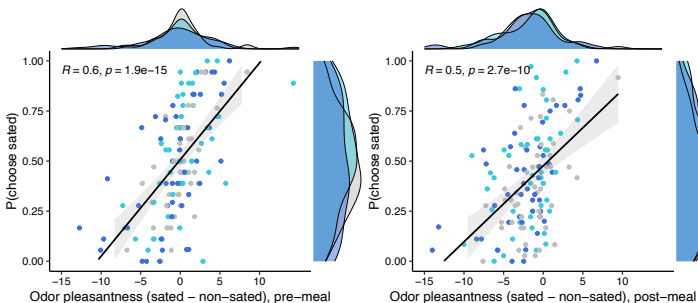 1.00
0.75
0.50
0.25
0.00
P(choose sated)
R = 0.6, p = 1.9e−15
−15 −10 −5 0 5 10
Odor pleasantness (sated − non−sated), pre−meal
1.00
0.75
0.50
0.25
0.00
P(choose sated)
R = 0.5, p = 2.7e−10
−15 −10 −5 0 5 10
Odor pleasantness (sated − non−sated), post−meal